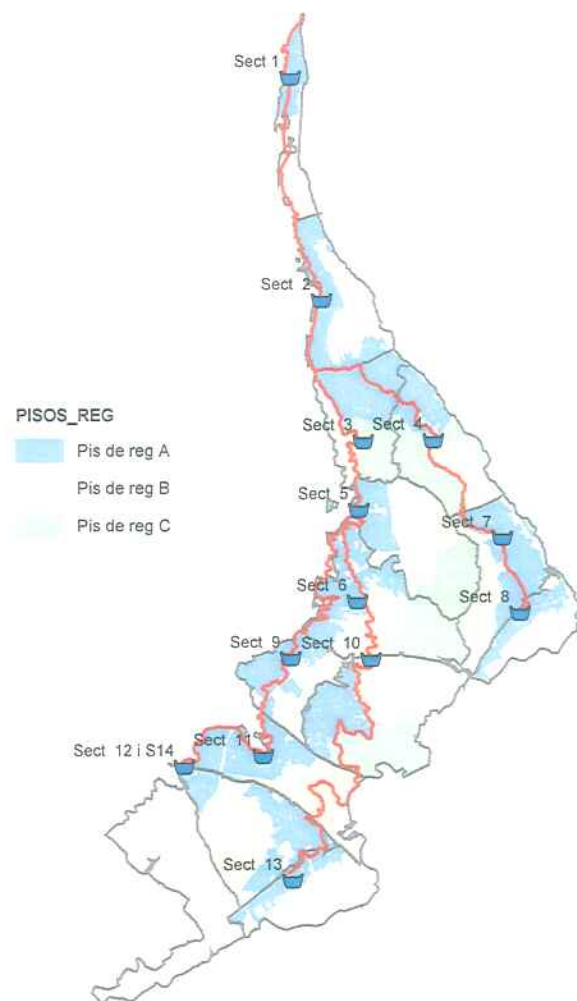 Sect 1
Sect 2
PISOS_REG
Pis de reg A
Pis de reg B
Pis de reg C
Sect 3
Sect 4
Sect 5
Sect 7
Sect 6
Sect 8
Sect 9
Sect 10
Sect 11
Sect 12 i S14
Sect 13